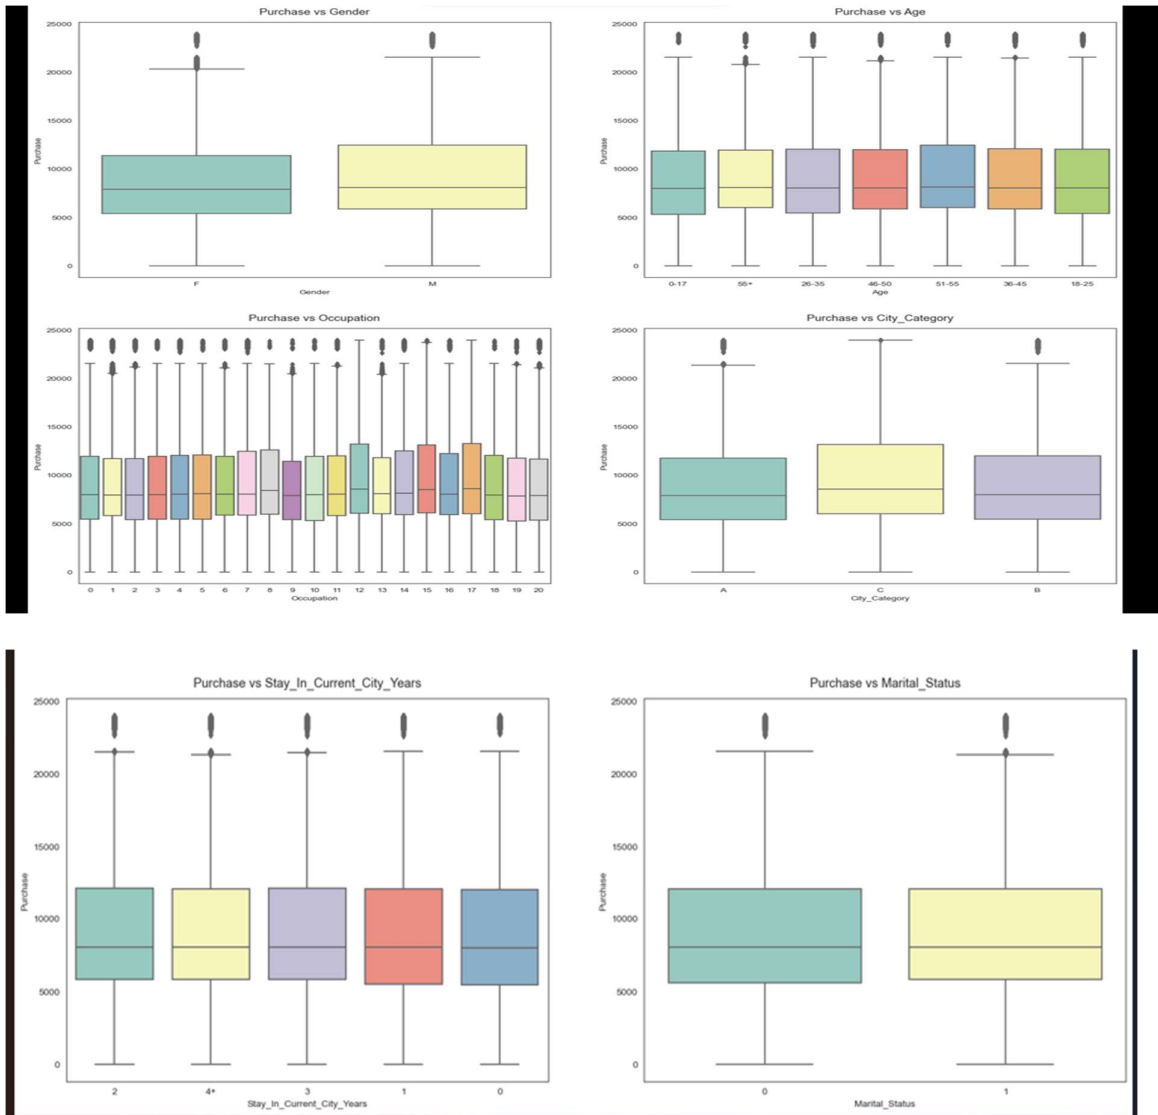 Purchase vs Gender
25000
20000
15000
10000
5000
0
Purchase
F M
Gender
Purchase vs Age
25000
20000
15000
10000
5000
0
Purchase
0-17 55+ 26-35 46-50 51-55 36-45 18-25
Age
Purchase vs Occupation
25000
20000
15000
10000
5000
0
Purchase
0 1 2 3 4 5 6 7 8 9 10 11 12 13 14 15 16 17 18 19 20
Occupation
Purchase vs City_Category
25000
20000
15000
10000
5000
0
Purchase
A C B
City_Category
Purchase vs Stay_In_Current_City_Years
25000
20000
15000
10000
5000
0
Purchase
2 4+ 3 1 0
Stay_In_Current_City_Years
Purchase vs Marital_Status
25000
20000
15000
10000
5000
0
Purchase
0 1
Marital_Status